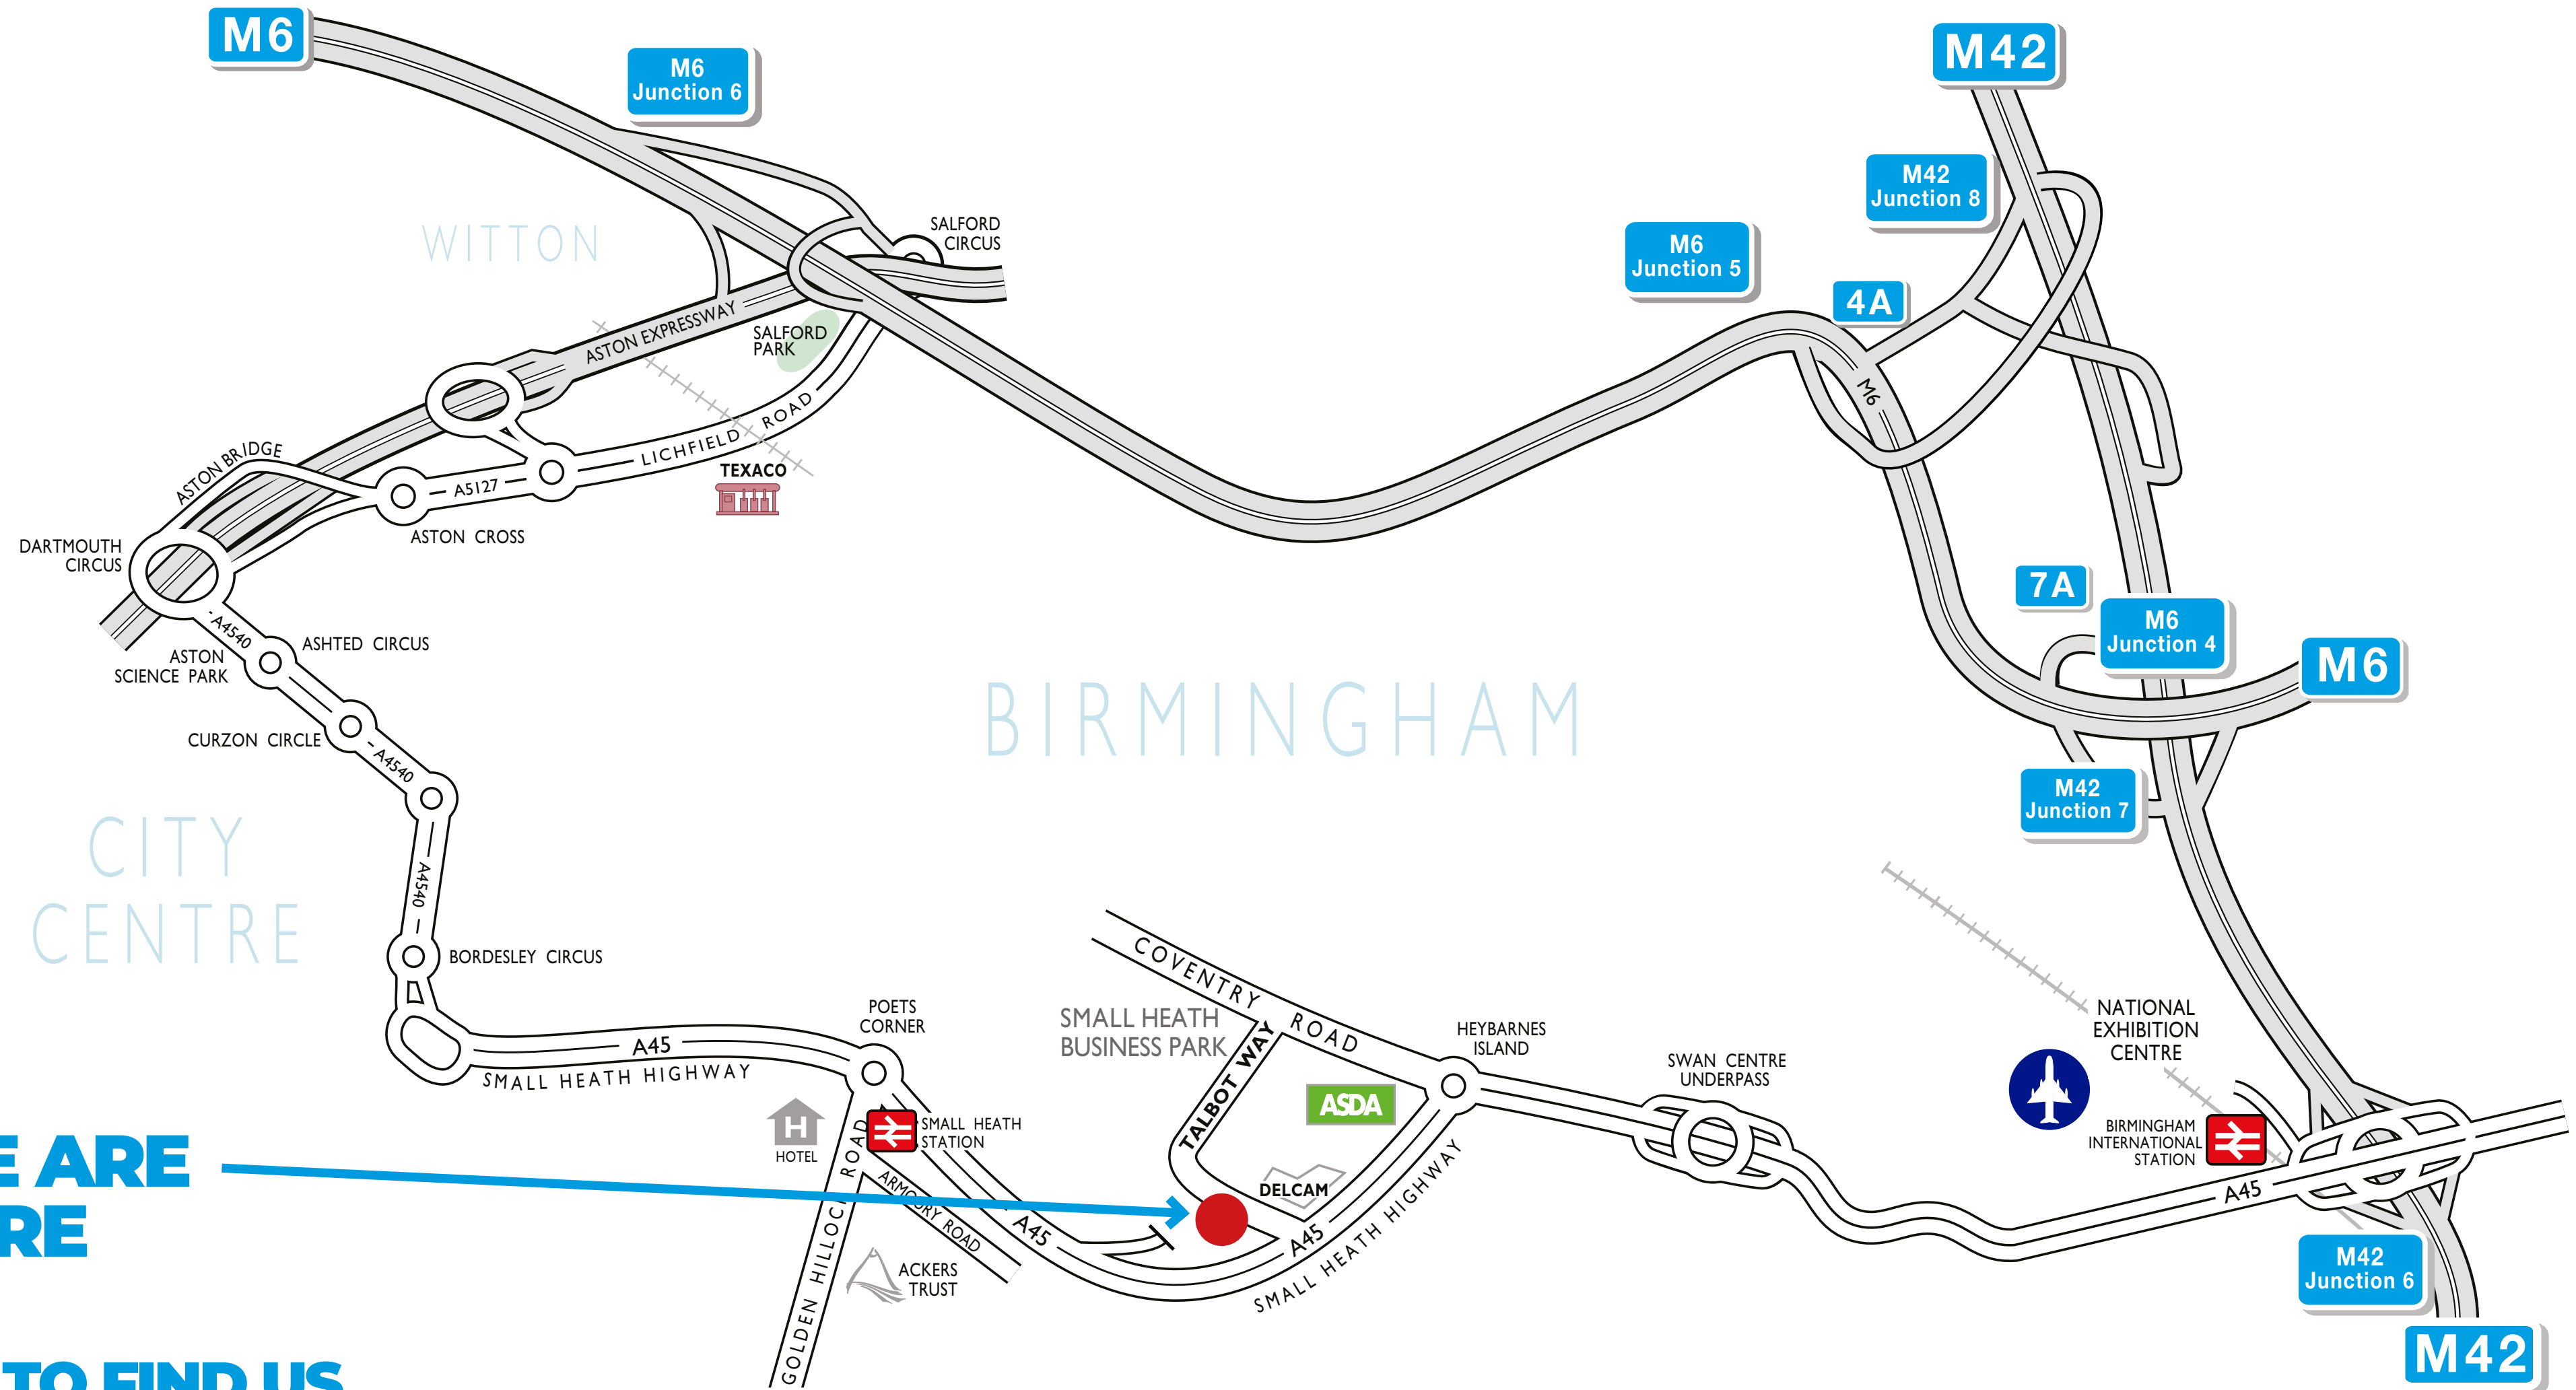 M6
M6
Junction 6
M42
M42
Junction 8
M6
Junction 5
4A
SALFORD
CIRCUS
WITTON
ASTON EXPRESSWAY
SALFORD
PARK
M6
LICHFIELD ROAD
TEXACO
ASTON BRIDGE
A5127
ASTON CROSS
DARTMOUTH
CIRCUS
7A
M6
Junction 4
M6
A4540
ASHTED CIRCUS
ASTON
SCIENCE PARK
CURZON CIRCLE
A4540
BIRMINGHAM
M42
Junction 7
CITY
CENTRE
A4540
BORDESLEY CIRCUS
COVENTRY ROAD
POETS
CORNER
SMALL HEATH
BUSINESS PARK
TALBOT WAY
HEYBARNES
ISLAND
NATIONAL
EXHIBITION
CENTRE
A45
SMALL HEATH HIGHWAY
SWAN CENTRE
UNDERPASS
ASDA
H
HOTEL
SMALL HEATH
STATION
BIRMINGHAM
INTERNATIONAL
STATION
E ARE
RE
GOLDEN HILLOCK ROAD
ARMORY ROAD
A45
DELCAM
A45
SMALL HEATH HIGHWAY
A45
ACKERS
TRUST
M42
Junction 6
M42
TO FIND US